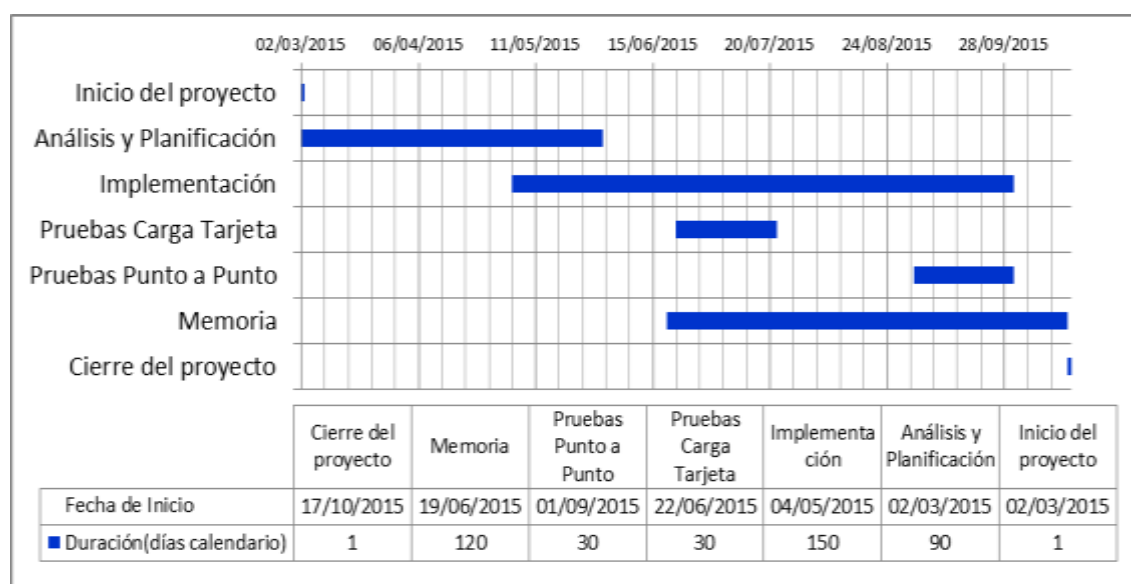 02/03/2015 06/04/2015 11/05/2015 15/06/2015 20/07/2015 24/08/2015 28/09/2015
Inicio del proyecto
Análisis y Planificación
Implementación
Pruebas Carga Tarjeta
Pruebas Punto a Punto
Memoria
Cierre del proyecto
Cierre del
proyecto
Memoria
Pruebas
Punto a
Punto
Pruebas
Carga
Tarjeta
Implementa
ción
Análisis y
Planificación
Inicio del
proyecto
Fecha de Inicio 17/10/2015 19/06/2015 01/09/2015 22/06/2015 04/05/2015 02/03/2015 02/03/2015
Duración(días calendario) 1 120 30 30 150 90 1